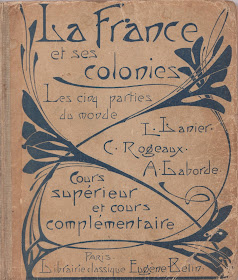 La France
et ses
colonies
Les cinq parties
du monde
L. Lanier.
C. Rogeaux.
A. Laborde.
Cours
supérieur
et cours
complémentaire
PARIS
Librairie classique Eugène Belin